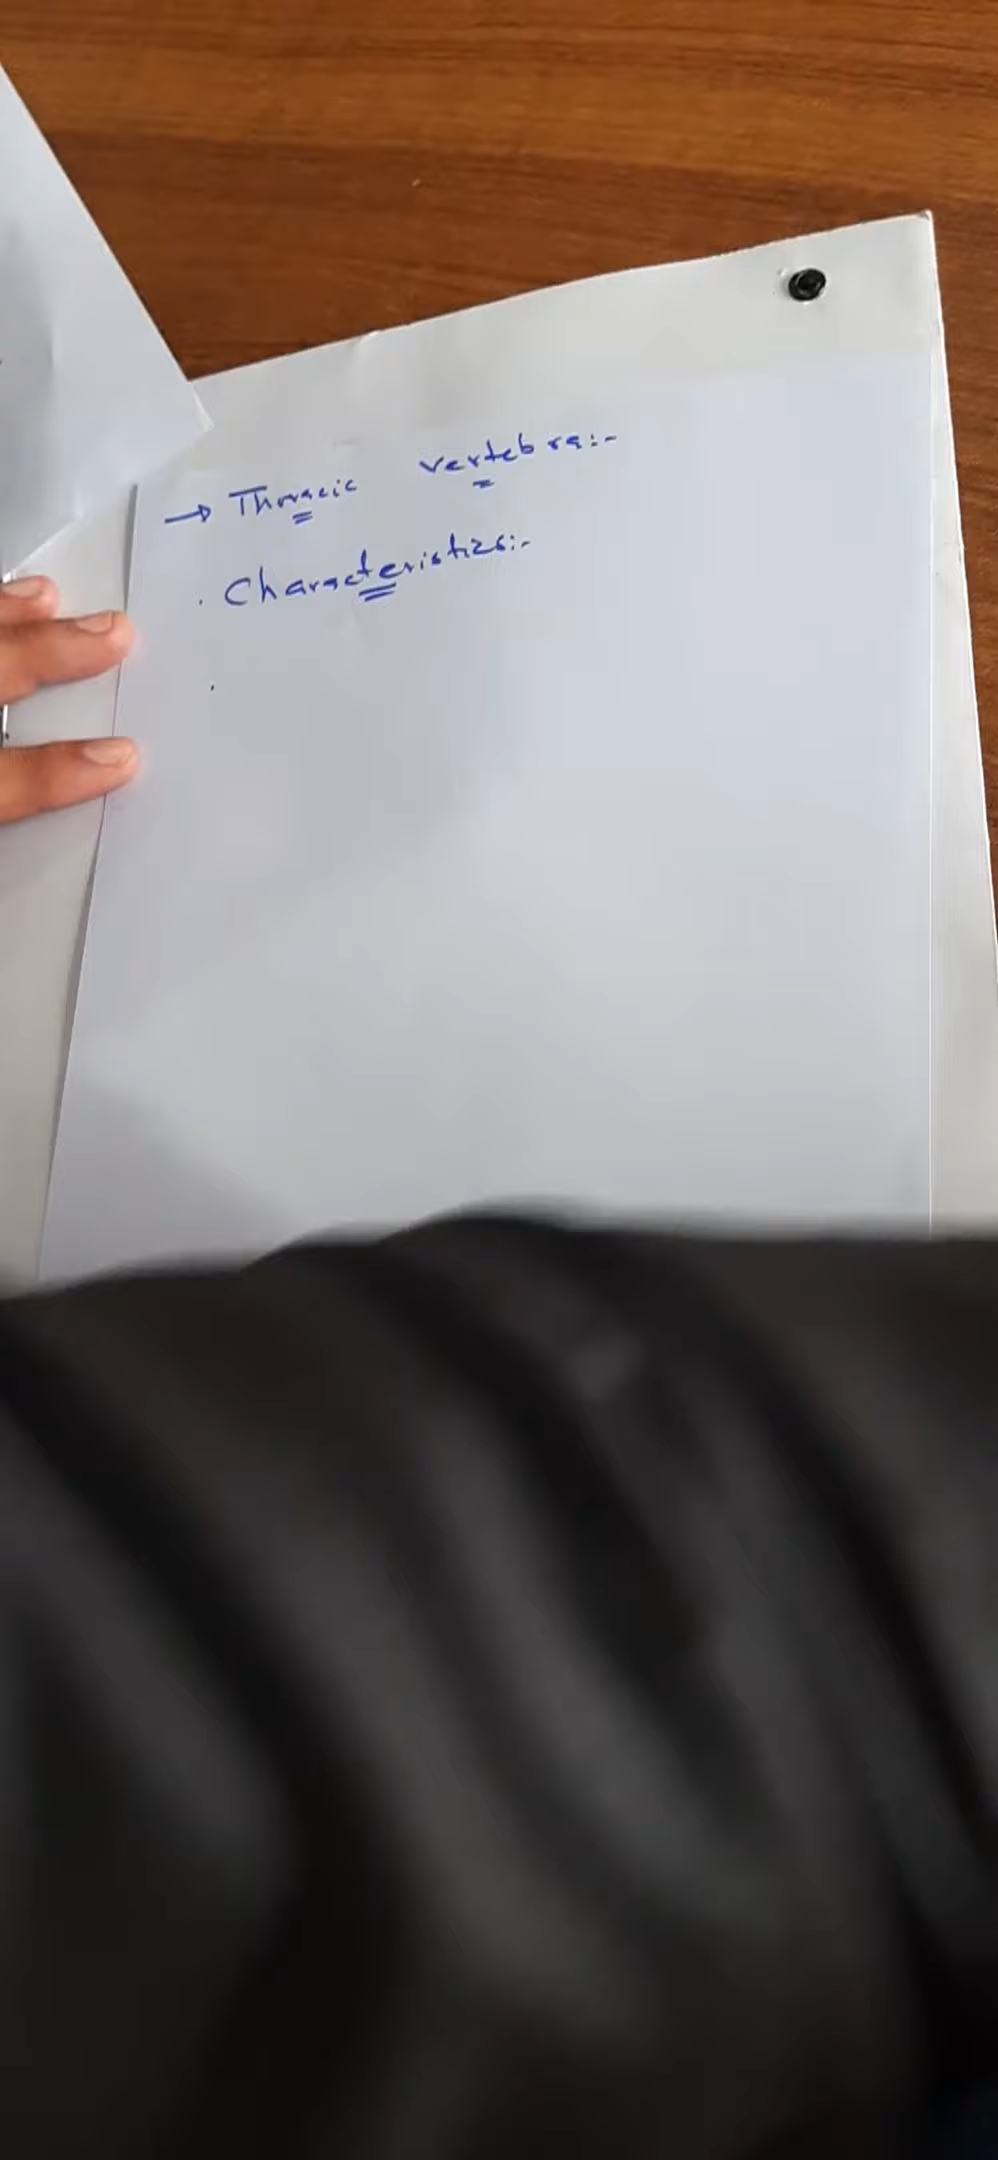 → Thoracic vertebra:-
. Characteristics:-
.